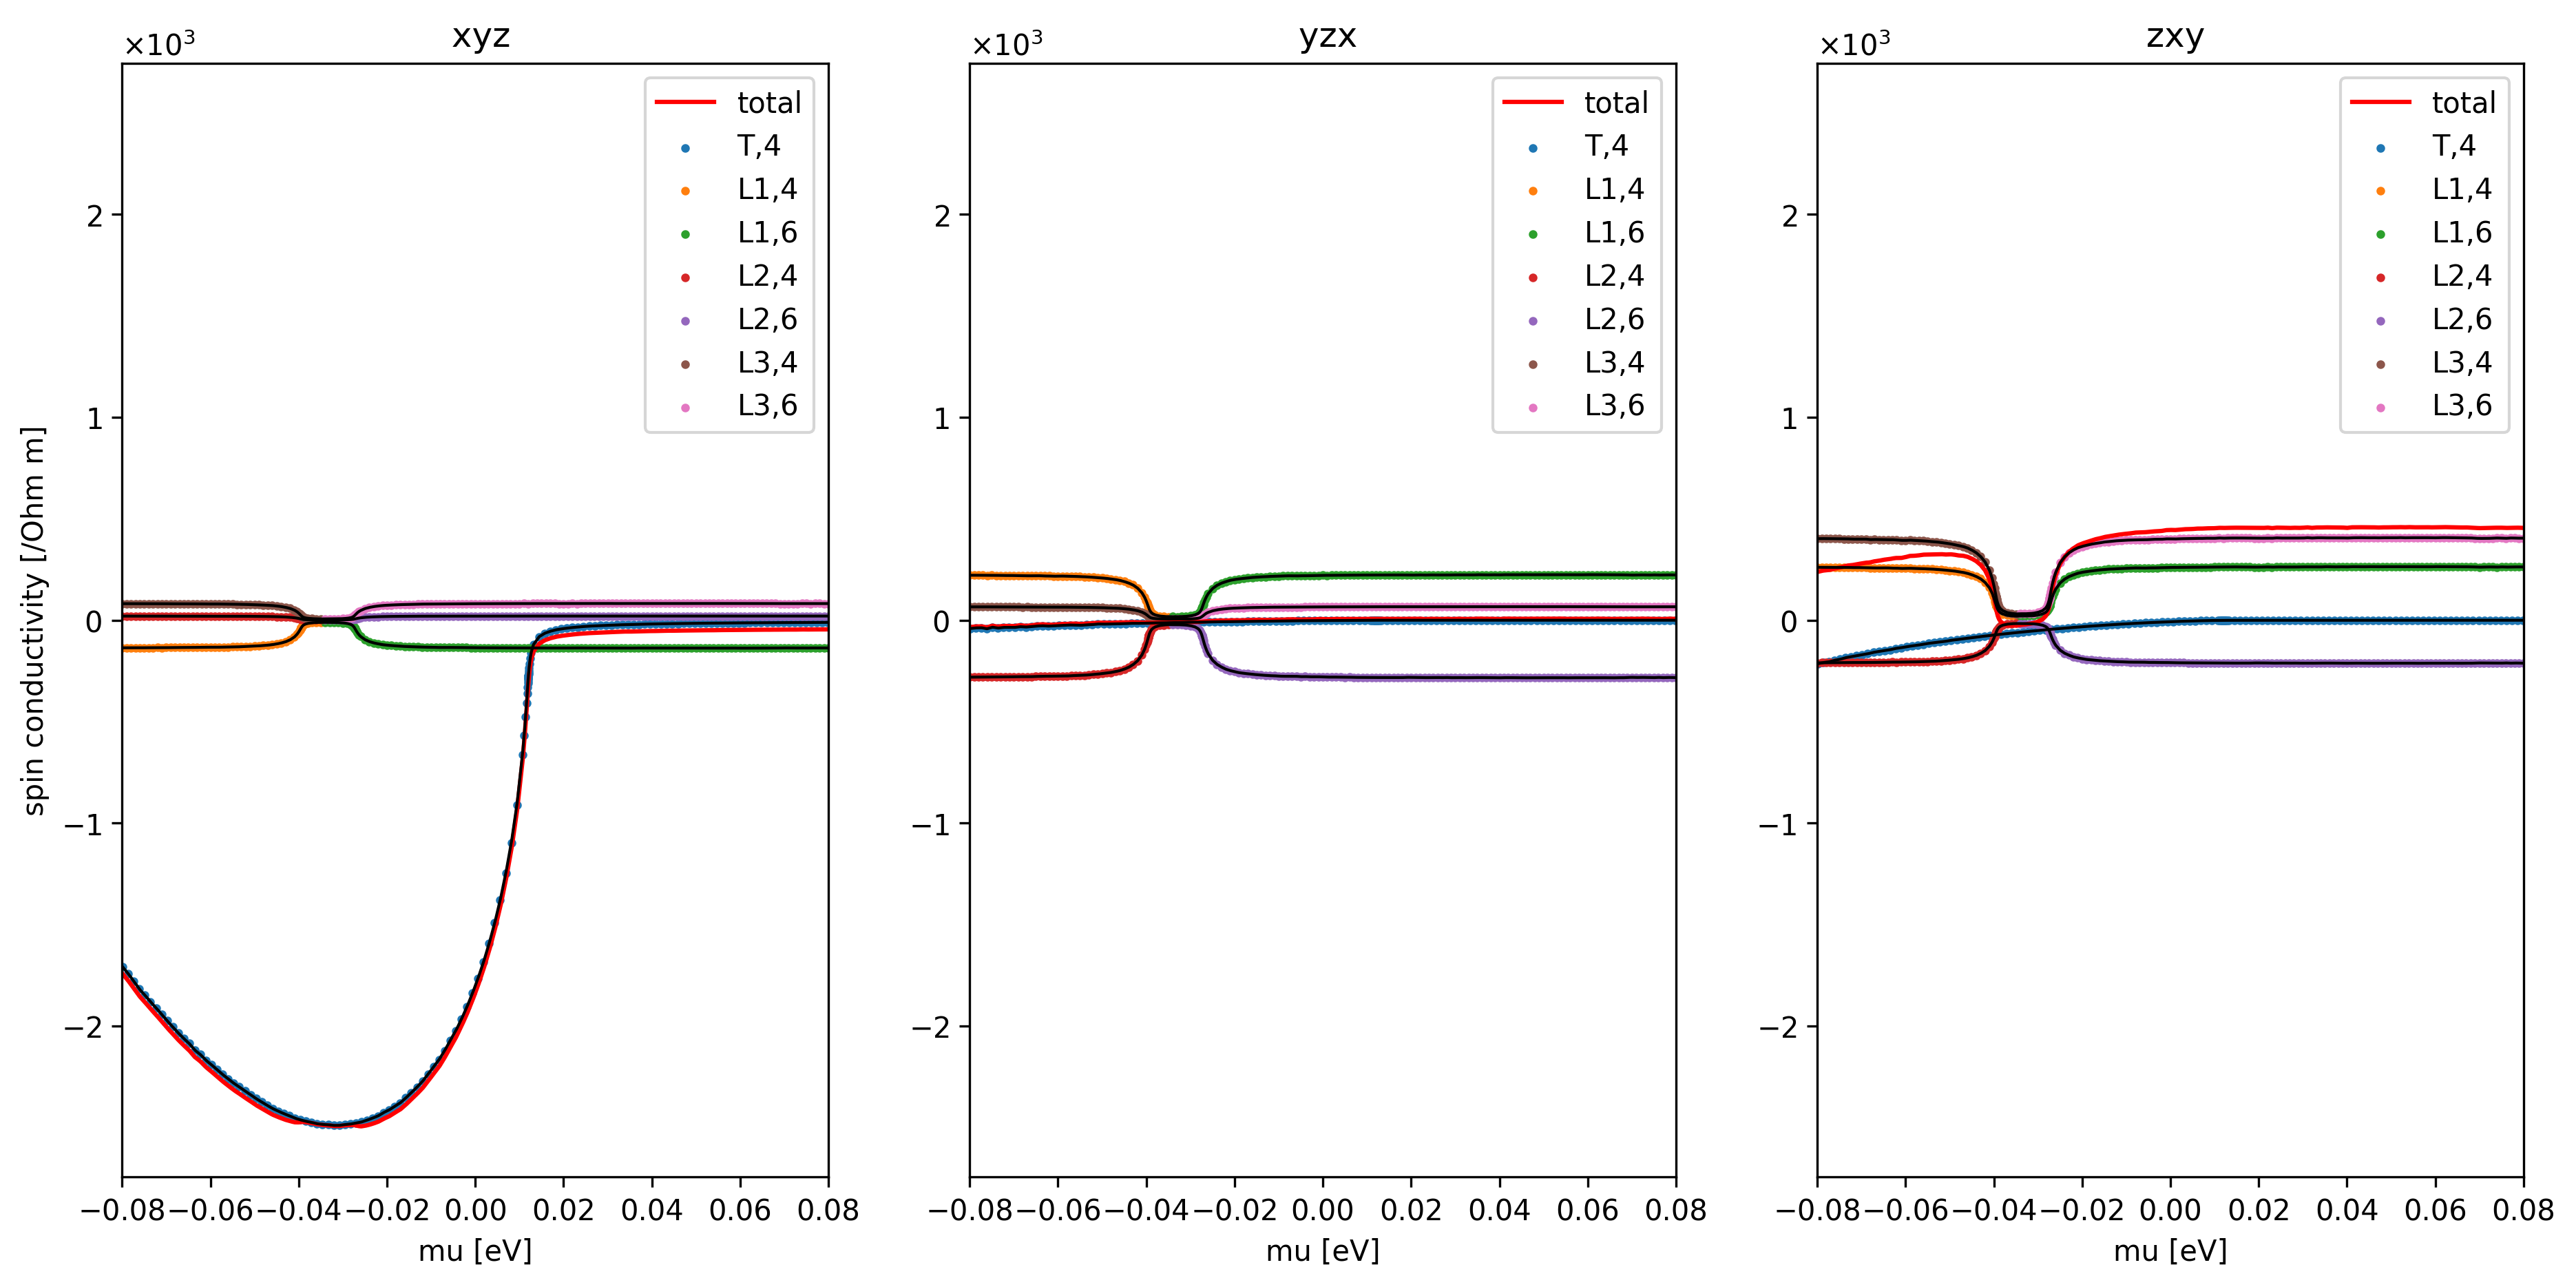 xyz
×10³
total
T,4
L1,4
L1,6
L2,4
L2,6
L3,4
L3,6
2
1
0
−1
−2
spin conductivity [/Ohm m]
−0.08 −0.06 −0.04 −0.02 0.00 0.02 0.04 0.06 0.08
mu [eV]
yzx
×10³
total
T,4
L1,4
L1,6
L2,4
L2,6
L3,4
L3,6
2
1
0
−1
−2
−0.08 −0.06 −0.04 −0.02 0.00 0.02 0.04 0.06 0.08
mu [eV]
zxy
×10³
total
T,4
L1,4
L1,6
L2,4
L2,6
L3,4
L3,6
2
1
0
−1
−2
−0.08 −0.06 −0.04 −0.02 0.00 0.02 0.04 0.06 0.08
mu [eV]